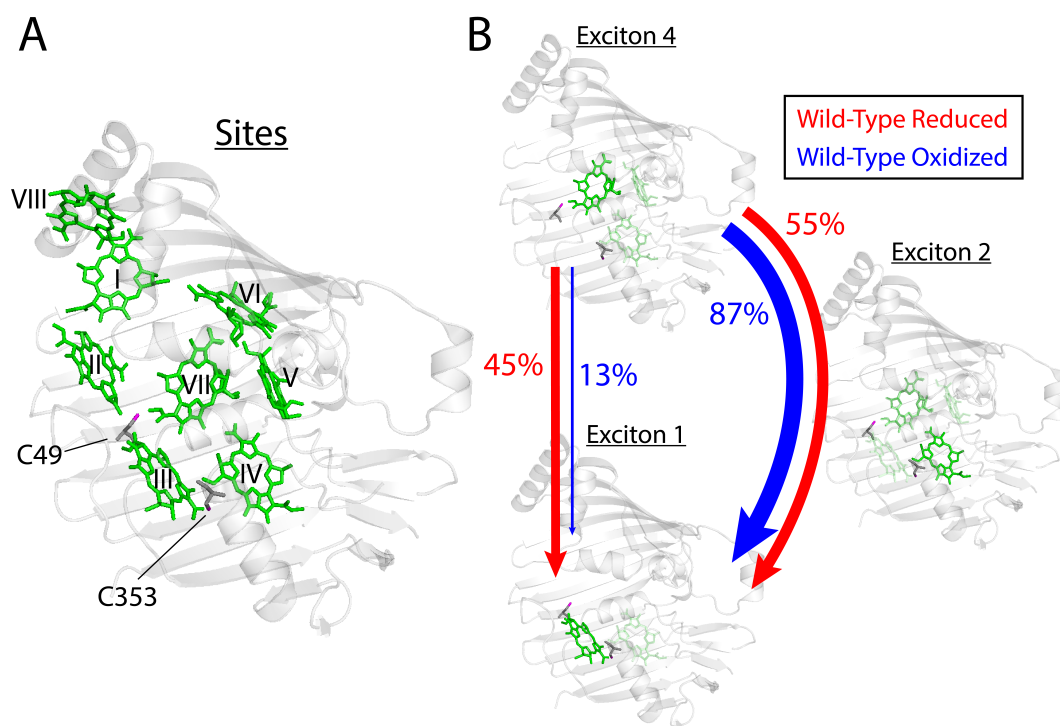 A
Sites
VIII
I
VI
II
VII
V
C49
III
IV
C353
B
Exciton 4
Wild-Type Reduced
Wild-Type Oxidized
55%
87%
Exciton 2
45%
13%
Exciton 1